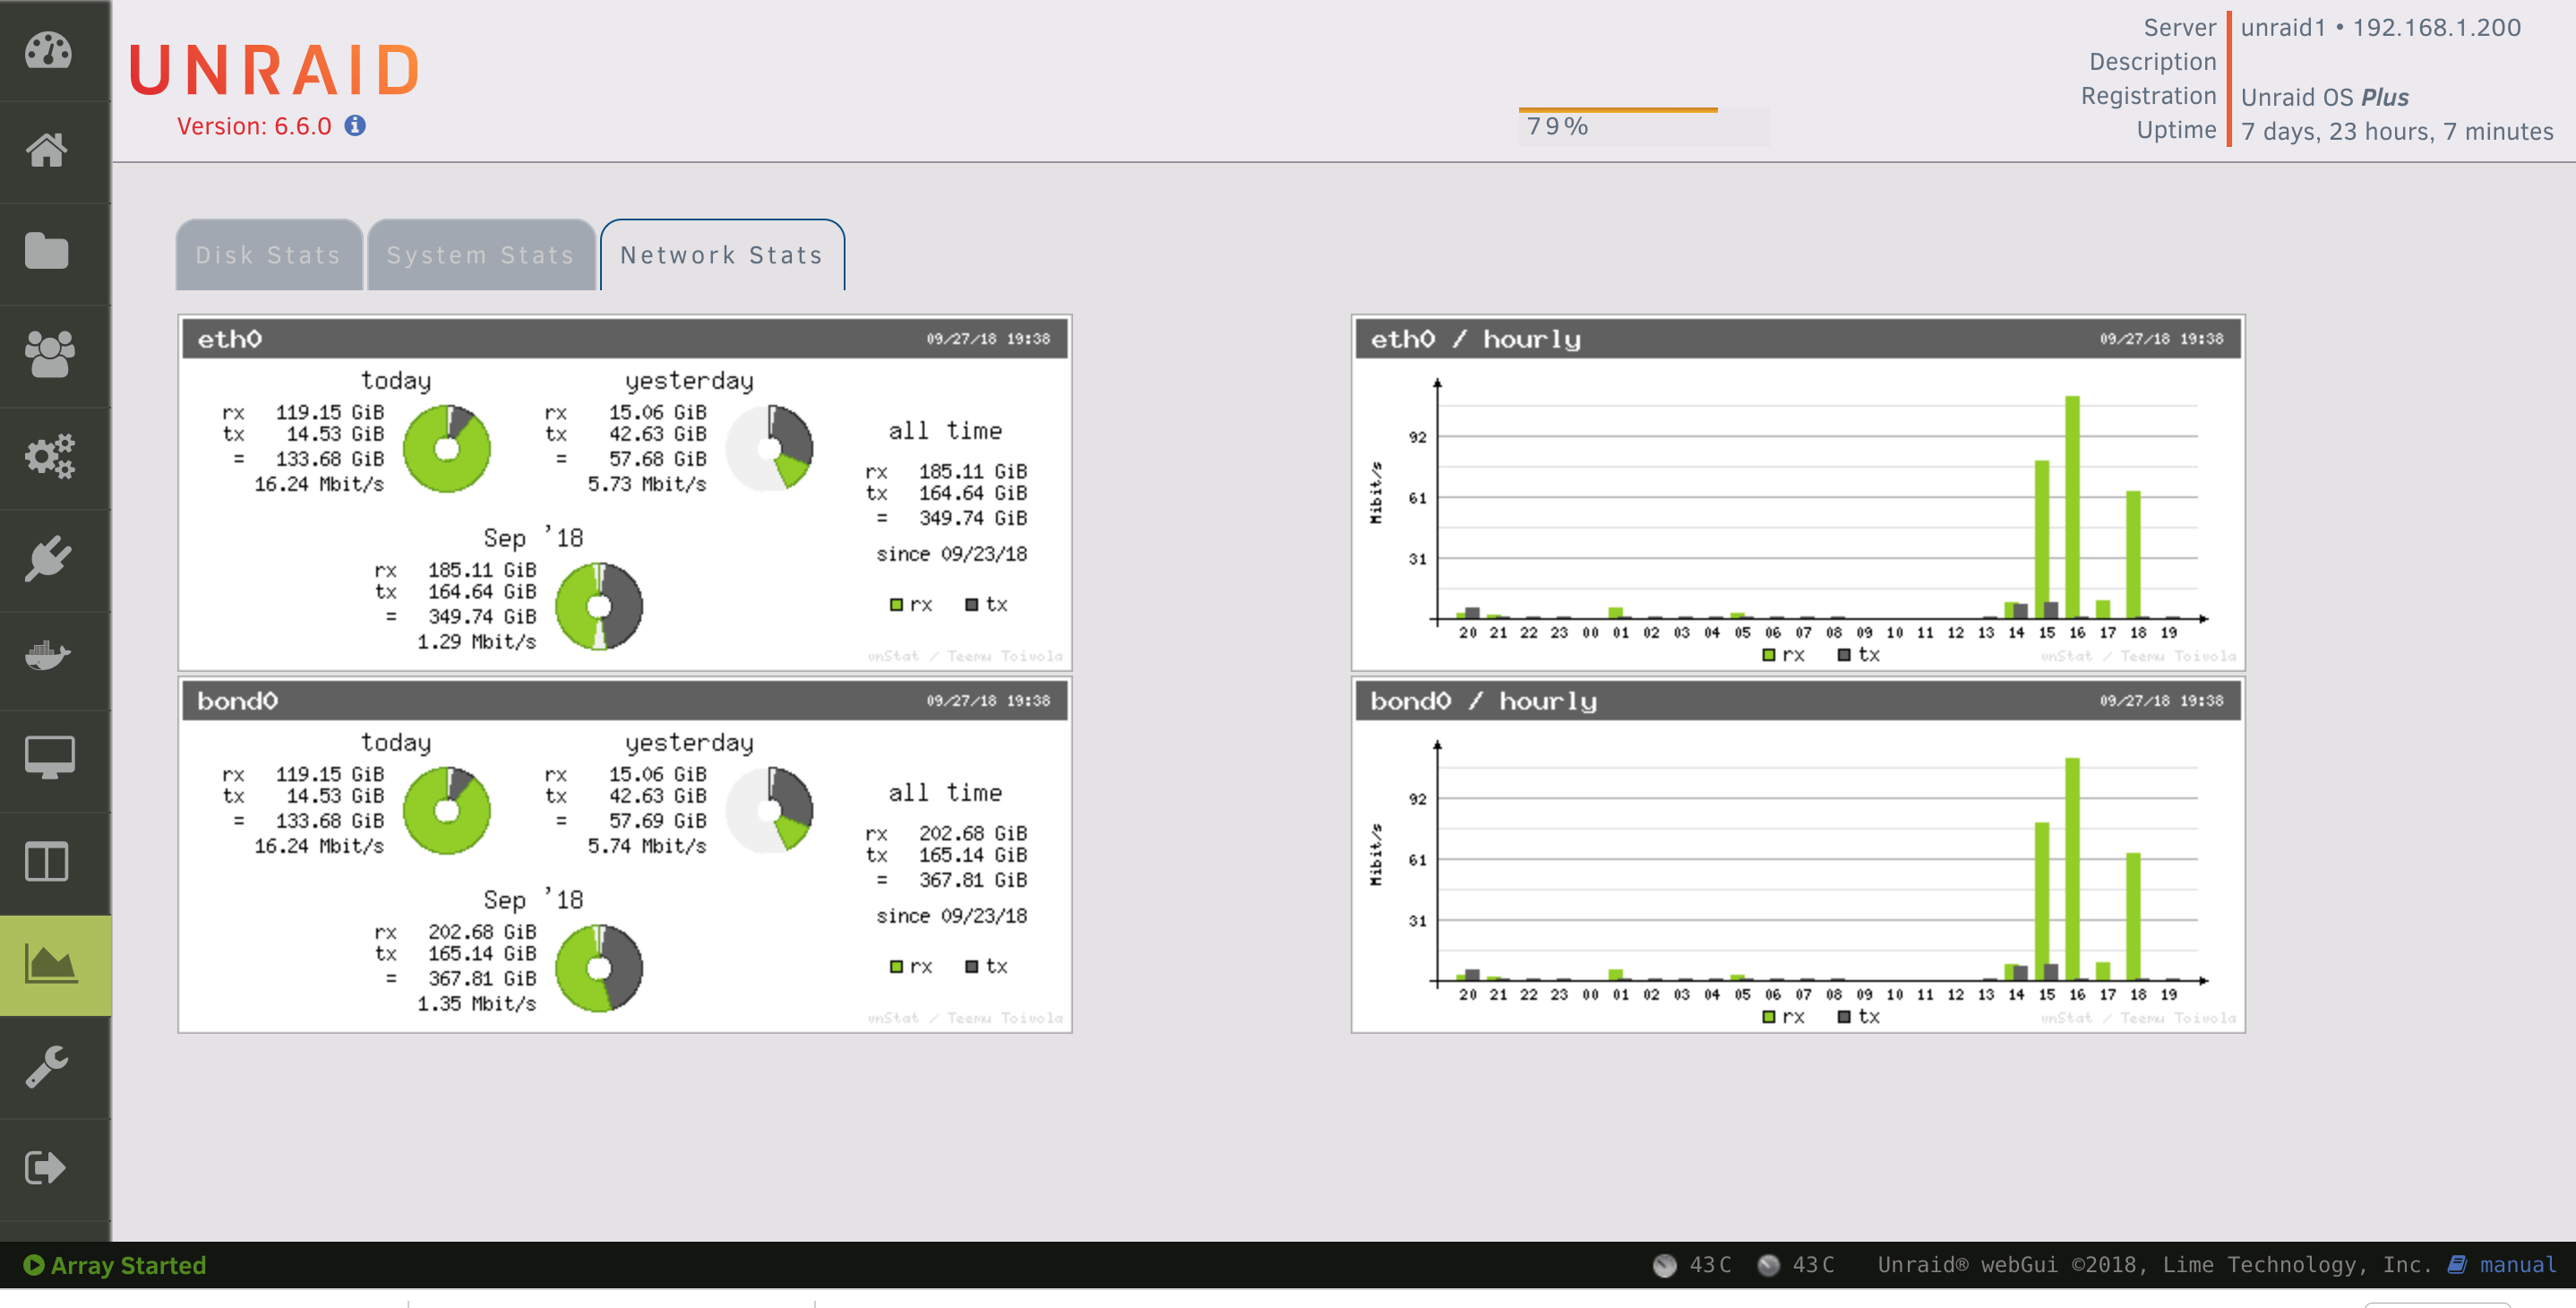 UNRAID
Version: 6.6.0
79%
Server unraid1 • 192.168.1.200
Description
Registration Unraid OS Plus
Uptime 7 days, 23 hours, 7 minutes
Disk Stats System Stats Network Stats
eth0 09/27/18 19:38
today yesterday
rx 119.15 GiB rx 15.06 GiB
tx 14.53 GiB tx 42.63 GiB
= 133.68 GiB = 57.68 GiB
16.24 Mbit/s 5.73 Mbit/s
all time
rx 185.11 GiB
tx 164.64 GiB
= 349.74 GiB
since 09/23/18
rx tx
Sep '18
rx 185.11 GiB
tx 164.64 GiB
= 349.74 GiB
1.29 Mbit/s
vnStat / Teemu Toivola
eth0 / hourly 09/27/18 19:38
Mibit/s
92
61
31
20 21 22 23 00 01 02 03 04 05 06 07 08 09 10 11 12 13 14 15 16 17 18 19
rx tx
vnStat / Teemu Toivola
bond0 09/27/18 19:38
today yesterday
rx 119.15 GiB rx 15.06 GiB
tx 14.53 GiB tx 42.63 GiB
= 133.68 GiB = 57.69 GiB
16.24 Mbit/s 5.74 Mbit/s
all time
rx 202.68 GiB
tx 165.14 GiB
= 367.81 GiB
since 09/23/18
rx tx
Sep '18
rx 202.68 GiB
tx 165.14 GiB
= 367.81 GiB
1.35 Mbit/s
vnStat / Teemu Toivola
bond0 / hourly 09/27/18 19:38
Mibit/s
92
61
31
20 21 22 23 00 01 02 03 04 05 06 07 08 09 10 11 12 13 14 15 16 17 18 19
rx tx
vnStat / Teemu Toivola
Array Started
43 C 43 C Unraid® webGui ©2018, Lime Technology, Inc. manual